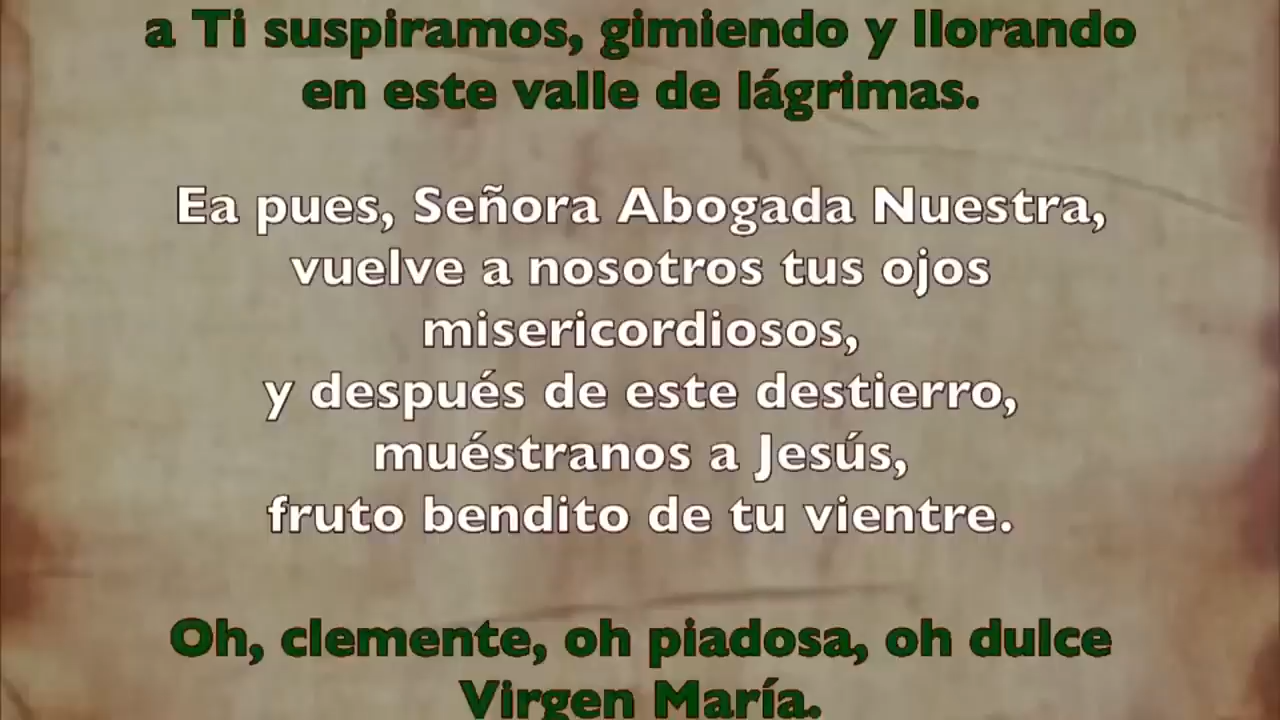 a Ti suspiramos, gimiendo y llorando
en este valle de lágrimas.
Ea pues, Señora Abogada Nuestra,
vuelve a nosotros tus ojos
misericordiosos,
y después de este destierro,
muéstranos a Jesús,
fruto bendito de tu vientre.
Oh, clemente, oh piadosa, oh dulce
Virgen María.